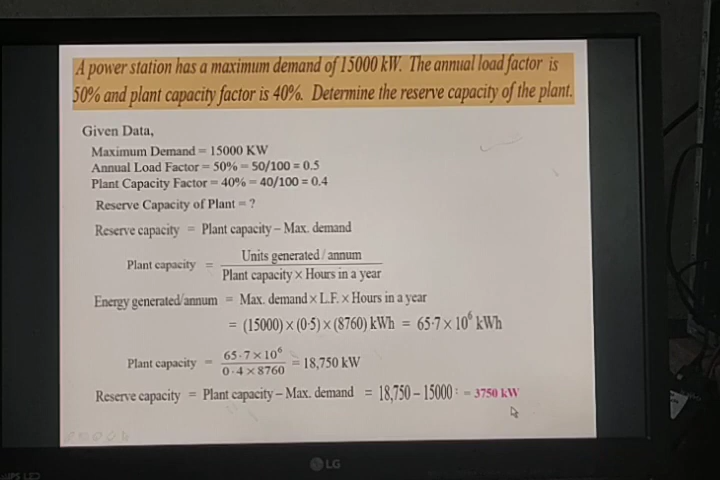 A power station has a maximum demand of 15000 kW. The annual load factor is
50% and plant capacity factor is 40%. Determine the reserve capacity of the plant.
Given Data,
Maximum Demand = 15000 KW
Annual Load Factor = 50% = 50/100 = 0.5
Plant Capacity Factor = 40% = 40/100 = 0.4
Reserve Capacity of Plant = ?
Reserve capacity = Plant capacity – Max. demand
Plant capacity = Units generated / annum
Plant capacity × Hours in a year
Energy generated/annum = Max. demand × L.F. × Hours in a year
= (15000) × (0·5) × (8760) kWh = 65·7 × 10⁶ kWh
Plant capacity = 65·7 × 10⁶
0·4 × 8760 = 18,750 kW
Reserve capacity = Plant capacity – Max. demand = 18,750 – 15000 : = 3750 kW
LG